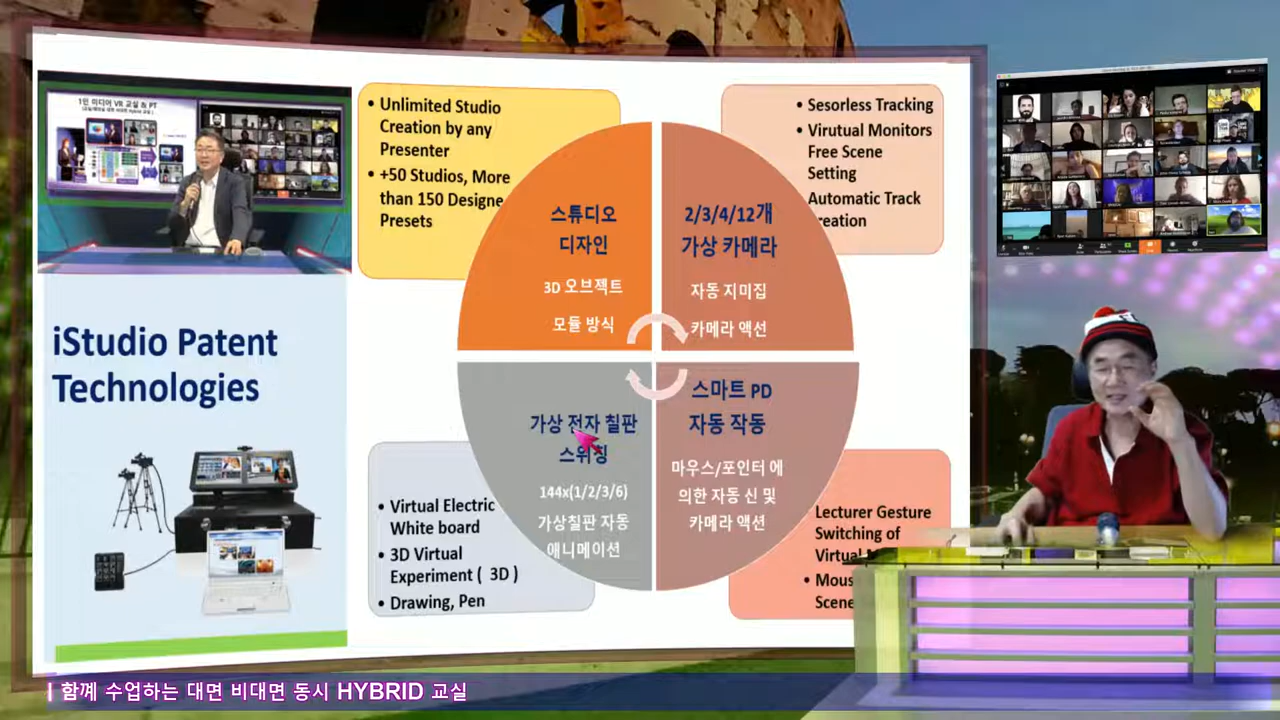 1인 미디어 VR 교실 & PT
iStudio Patent
Technologies
• Unlimited Studio
Creation by any
Presenter
• +50 Studios, More
than 150 Designe
Presets
• Sesorless Tracking
• Virutual Monitors
Free Scene
Setting
Automatic Track
reation
스튜디오
디자인
3D 오브젝트
모듈 방식
2/3/4/12개
가상 카메라
자동 지미집
카메라 액션
가상 전자 칠판
스위칭
144x(1/2/3/6)
가상칠판 자동
애니메이션
스마트 PD
자동 작동
마우스/포인터 에
의한 자동 신 및
카메라 액션
• Virtual Electric
White board
• 3D Virtual
Experiment ( 3D )
• Drawing, Pen
Lecturer Gesture
Switching of
Virtual
• Mous
Scene
| 함께 수업하는 대면 비대면 동시 HYBRID 교실